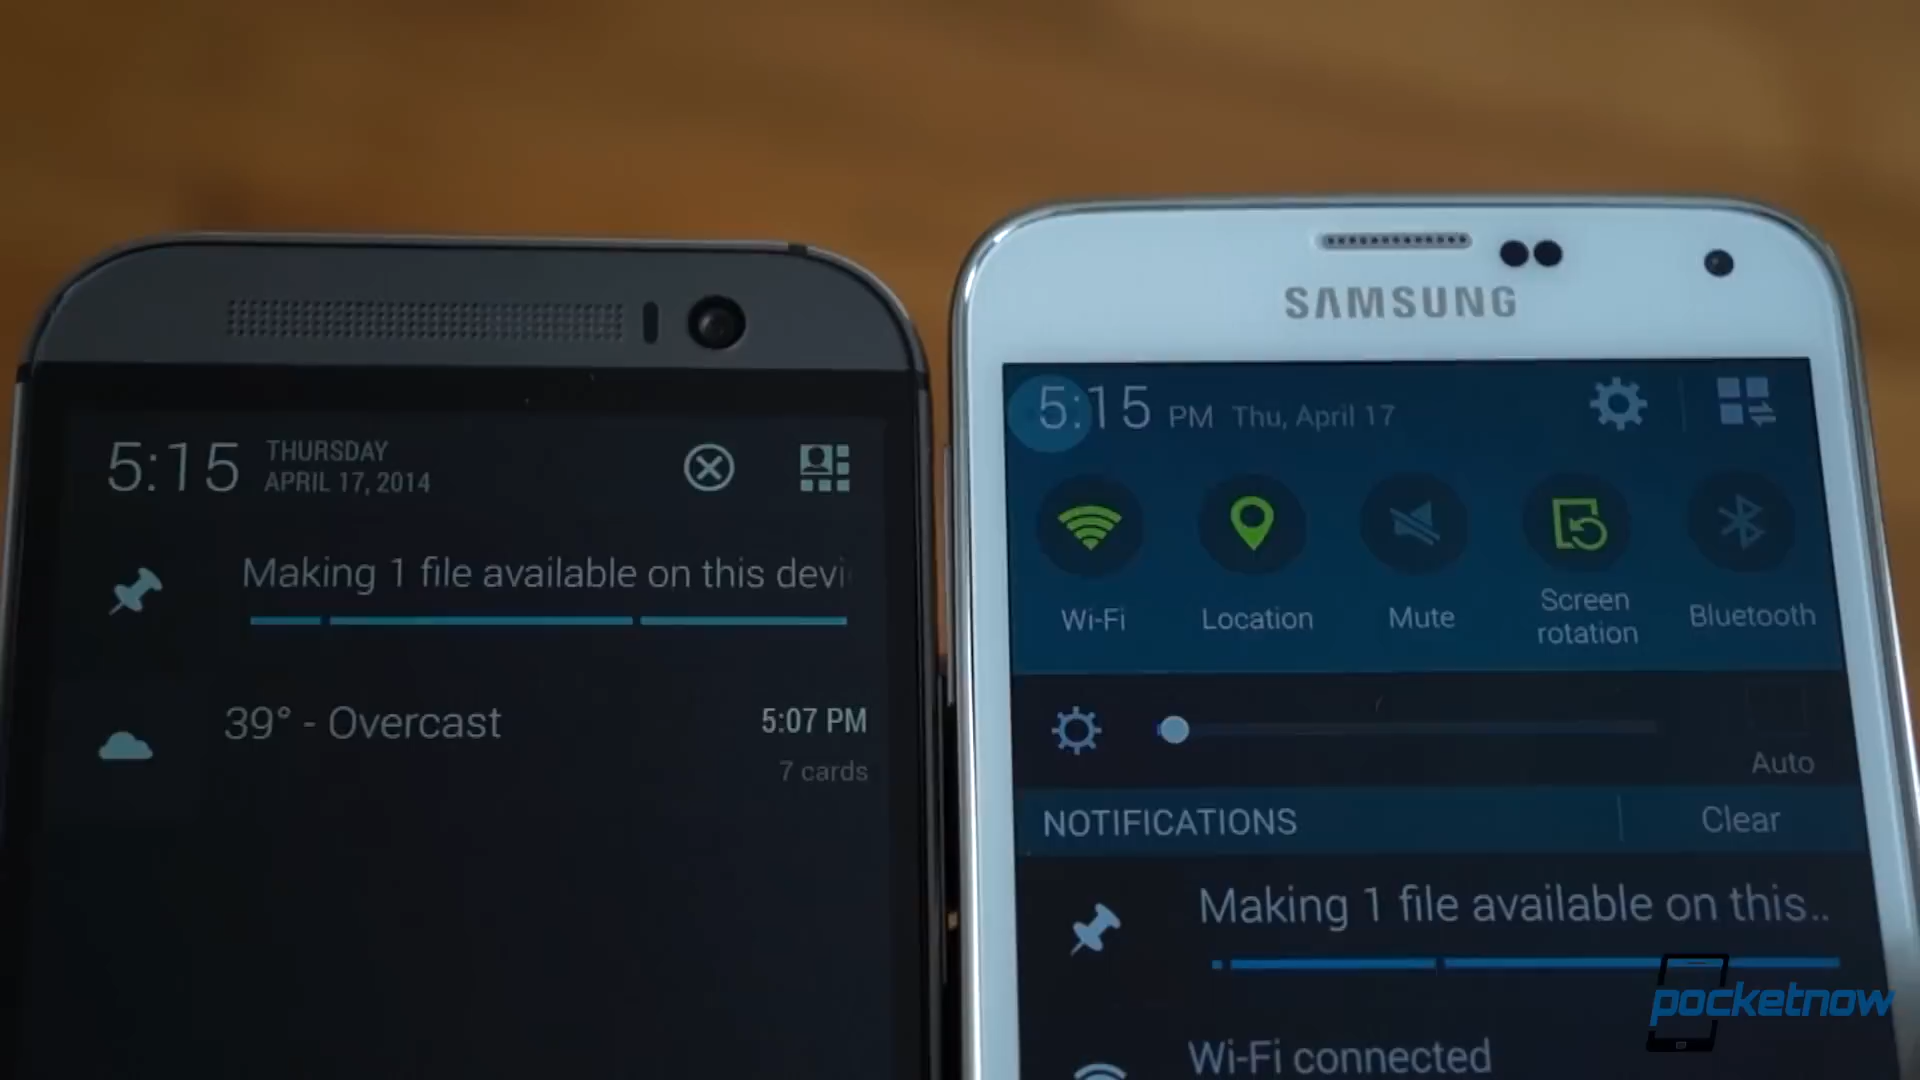 5:15
THURSDAY
APRIL 17, 2014
Making 1 file available on this devi
39° - Overcast
5:07 PM
7 cards
SAMSUNG
5:15 PM Thu, April 17
Wi-Fi
Location
Mute
Screen
rotation
Bluetooth
Auto
NOTIFICATIONS
Clear
Making 1 file available on this..
Wi-Fi connected
pocketnow